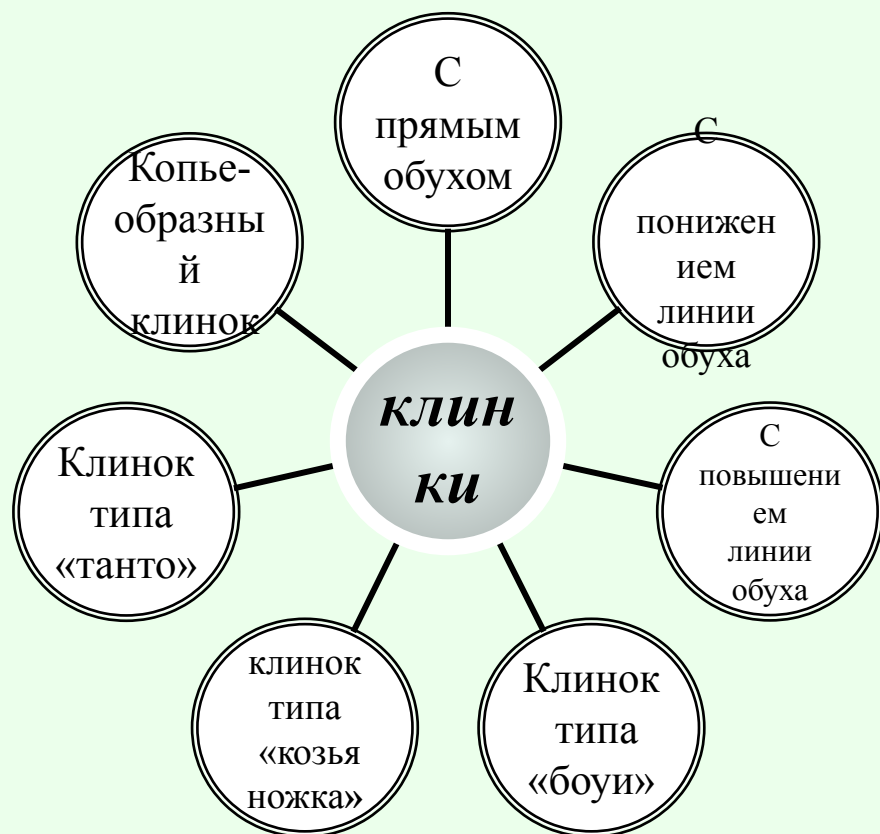 С
прямым
обухом
С
понижен
ием
линии
обуха
С
повышени
ем
линии
обуха
Клинок
типа
«боуи»
клинок
типа
«козья
ножка»
Клинок
типа
«танто»
Копье-
образны
й
клинок
клин
ки